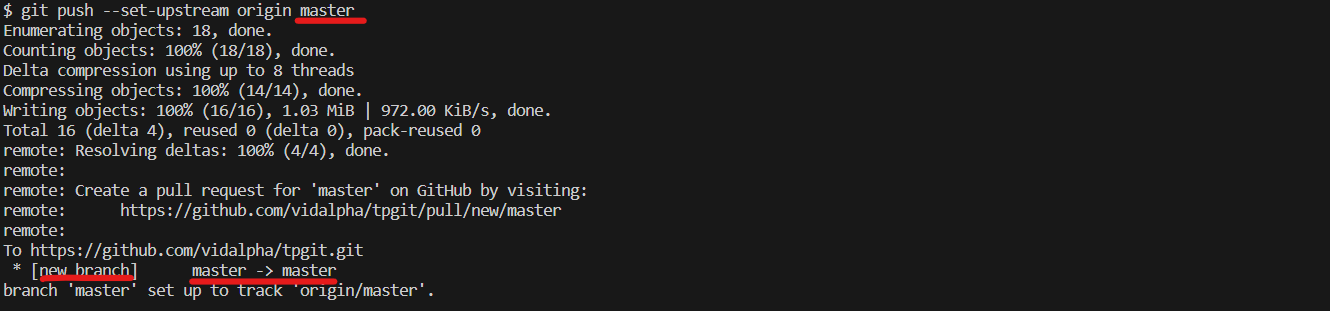 $ git push --set-upstream origin master
Enumerating objects: 18, done.
Counting objects: 100% (18/18), done.
Delta compression using up to 8 threads
Compressing objects: 100% (14/14), done.
Writing objects: 100% (16/16), 1.03 MiB | 972.00 KiB/s, done.
Total 16 (delta 4), reused 0 (delta 0), pack-reused 0
remote: Resolving deltas: 100% (4/4), done.
remote:
remote: Create a pull request for 'master' on GitHub by visiting:
remote:      https://github.com/vidalpha/tpgit/pull/new/master
remote:
To https://github.com/vidalpha/tpgit.git
 * [new branch]      master -> master
branch 'master' set up to track 'origin/master'.